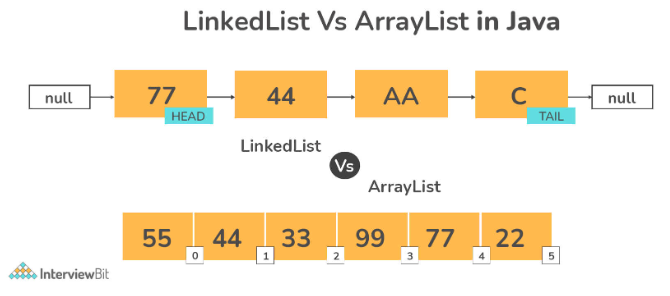 LinkedList Vs ArrayList in Java
null 77 44 AA C null
HEAD TAIL
LinkedList
Vs
ArrayList
55 44 33 99 77 22
0 1 2 3 4 5
InterviewBit